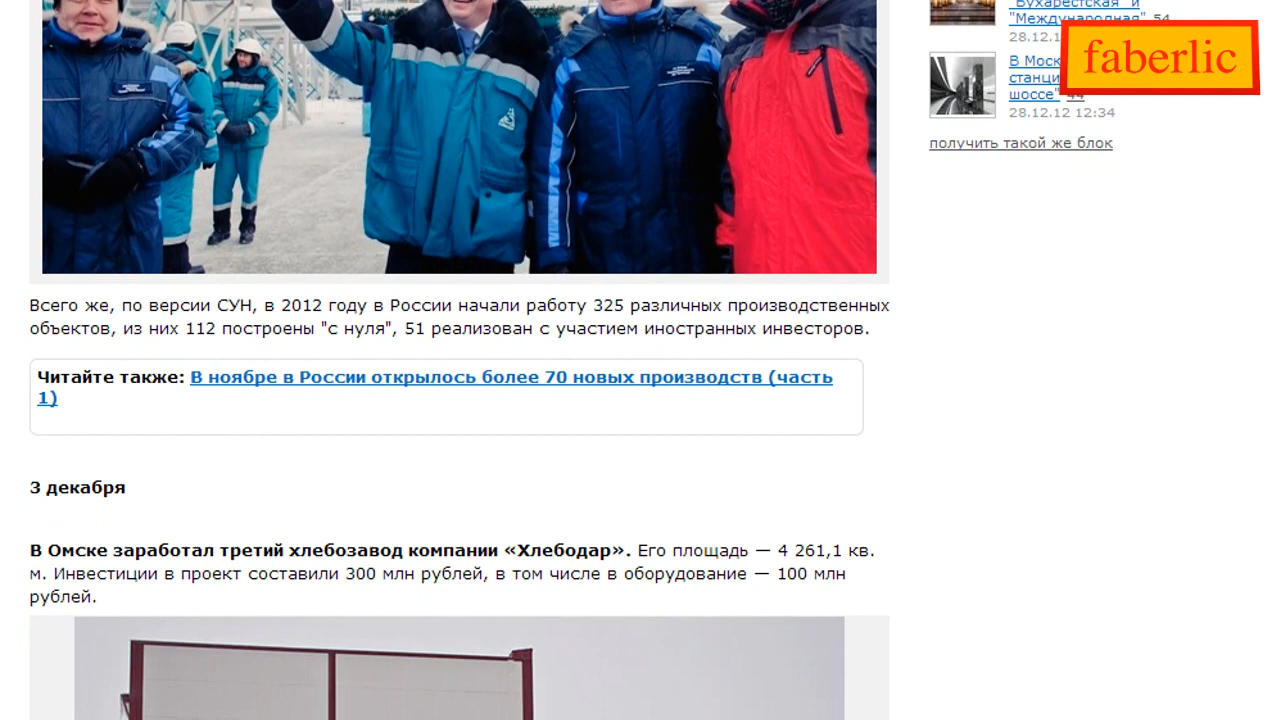 Всего же, по версии СУН, в 2012 году в России начали работу 325 различных производственных
объектов, из них 112 построены "с нуля", 51 реализован с участием иностранных инвесторов.
Читайте также: В ноябре в России открылось более 70 новых производств (часть
1)
3 декабря
В Омске заработал третий хлебозавод компании «Хлебодар». Его площадь — 4 261,1 кв.
м. Инвестиции в проект составили 300 млн рублей, в том числе в оборудование — 100 млн
рублей.
"Бухарестская" и
"Международная" 54
28.12.1
faberlic
В Моск
станци
шоссе" 44
28.12.12 12:34
получить такой же блок